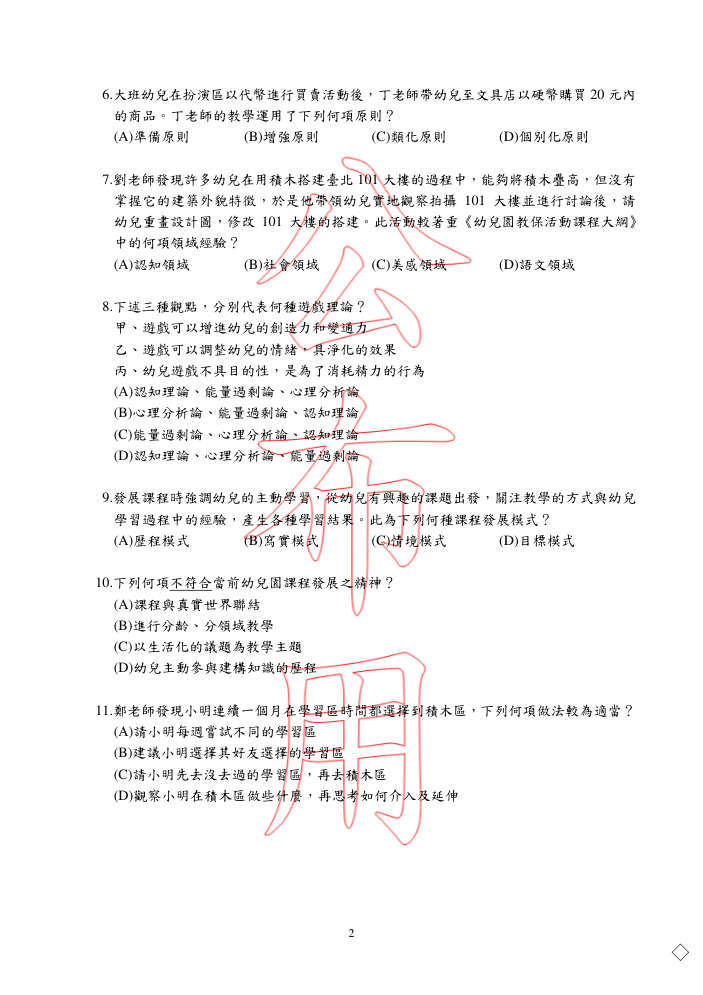 6.大班幼兒在扮演區以代幣進行買賣活動後，丁老師帶幼兒至文具店以硬幣購買 20 元內
的商品。丁老師的教學運用了下列何項原則？
(A)準備原則 (B)增強原則 (C)類化原則 (D)個別化原則
7.劉老師發現許多幼兒在用積木搭建臺北 101 大樓的過程中，能夠將積木疊高，但沒有
掌握它的建築外貌特徵，於是他帶領幼兒實地觀察拍攝 101 大樓並進行討論後，請
幼兒重畫設計圖，修改 101 大樓的搭建。此活動較著重《幼兒園教保活動課程大綱》
中的何項領域經驗？
(A)認知領域 (B)社會領域 (C)美感領域 (D)語文領域
8.下述三種觀點，分別代表何種遊戲理論？
甲、遊戲可以增進幼兒的創造力和變通力
乙、遊戲可以調整幼兒的情緒，具淨化的效果
丙、幼兒遊戲不具目的性，是為了消耗精力的行為
(A)認知理論、能量過剩論、心理分析論
(B)心理分析論、能量過剩論、認知理論
(C)能量過剩論、心理分析論、認知理論
(D)認知理論、心理分析論、能量過剩論
9.發展課程時強調幼兒的主動學習，從幼兒有興趣的課題出發，關注教學的方式與幼兒
學習過程中的經驗，產生各種學習結果。此為下列何種課程發展模式？
(A)歷程模式 (B)寫實模式 (C)情境模式 (D)目標模式
10.下列何項不符合當前幼兒園課程發展之精神？
(A)課程與真實世界聯結
(B)進行分齡、分領域教學
(C)以生活化的議題為教學主題
(D)幼兒主動參與建構知識的歷程
11.鄭老師發現小明連續一個月在學習區時間都選擇到積木區，下列何項做法較為適當？
(A)請小明每週嘗試不同的學習區
(B)建議小明選擇其好友選擇的學習區
(C)請小明先去沒去過的學習區，再去積木區
(D)觀察小明在積木區做些什麼，再思考如何介入及延伸
公布用
2